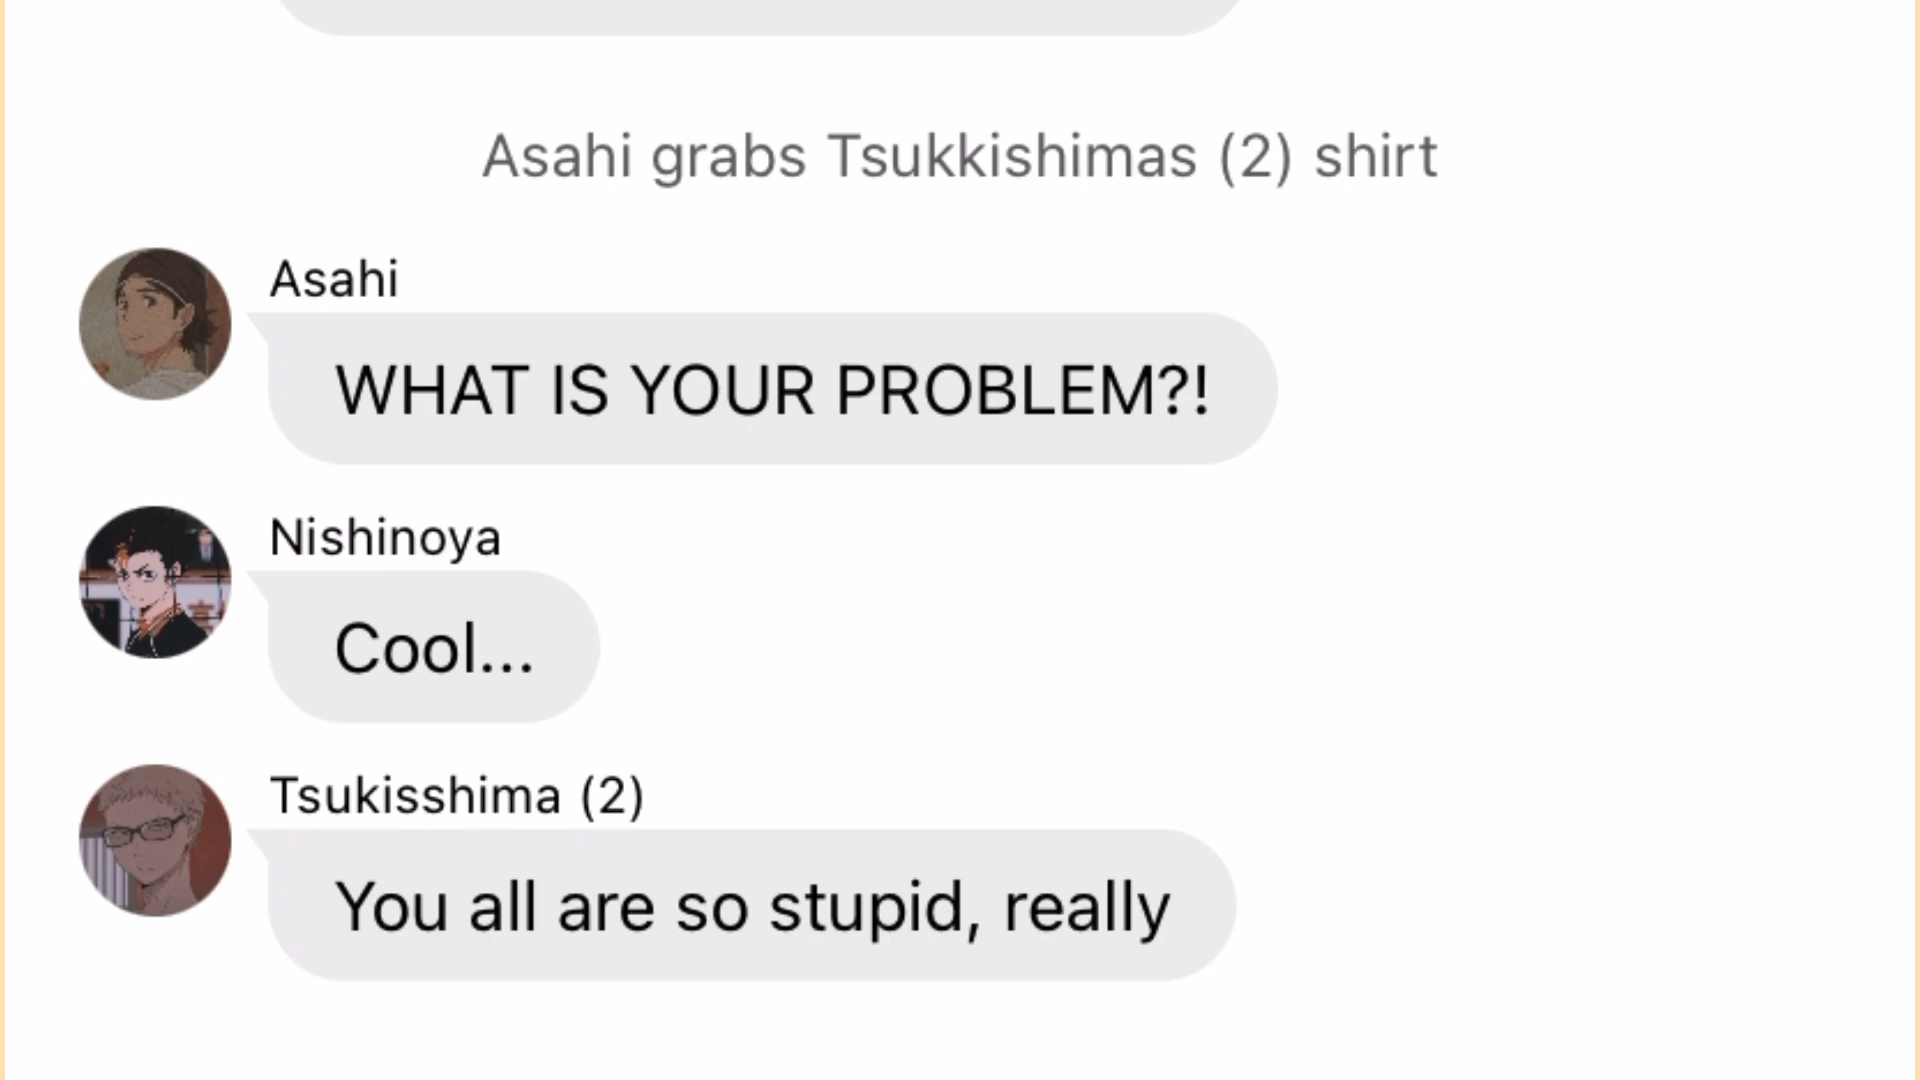 Asahi grabs Tsukkishimas (2) shirt
Asahi
WHAT IS YOUR PROBLEM?!
Nishinoya
Cool...
Tsukisshima (2)
You all are so stupid, really